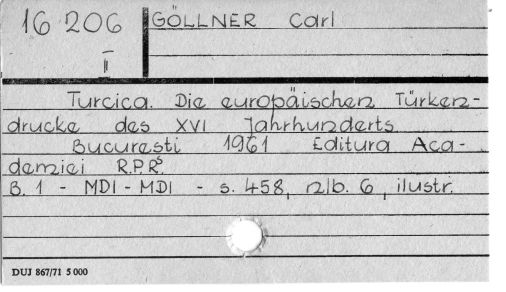 16 206
I
GÖLLNER Carl
Turcica. Die europäischen Türken-
drucke des XVI Jahrhunderts
Bucuresti 1961 Editura Aca-
demiei R.P.R.
B. 1 - MDI - MDI - s. 458, nlb. 6, ilustr.
DUJ 867/71 5 000